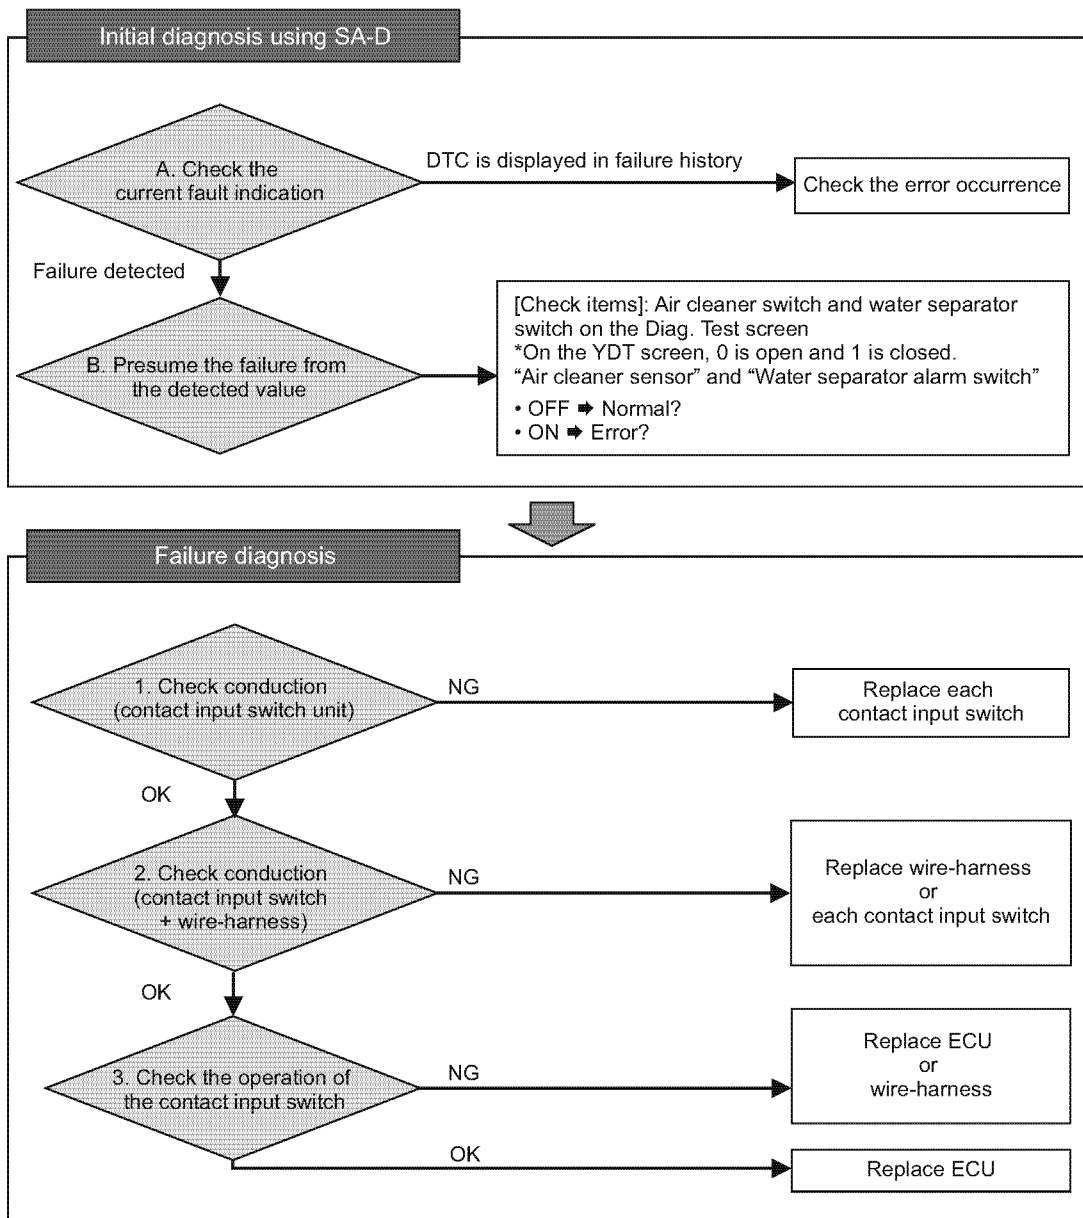 Initial diagnosis using SA-D
A. Check the
current fault indication
DTC is displayed in failure history
Check the error occurrence
Failure detected
B. Presume the failure from
the detected value
[Check items]: Air cleaner switch and water separator
switch on the Diag. Test screen
*On the YDT screen, 0 is open and 1 is closed.
“Air cleaner sensor” and “Water separator alarm switch”
• OFF ➡ Normal?
• ON ➡ Error?
Failure diagnosis
1. Check conduction
(contact input switch unit)
NG
Replace each
contact input switch
OK
2. Check conduction
(contact input switch
+ wire-harness)
NG
Replace wire-harness
or
each contact input switch
OK
3. Check the operation of
the contact input switch
NG
Replace ECU
or
wire-harness
OK
Replace ECU